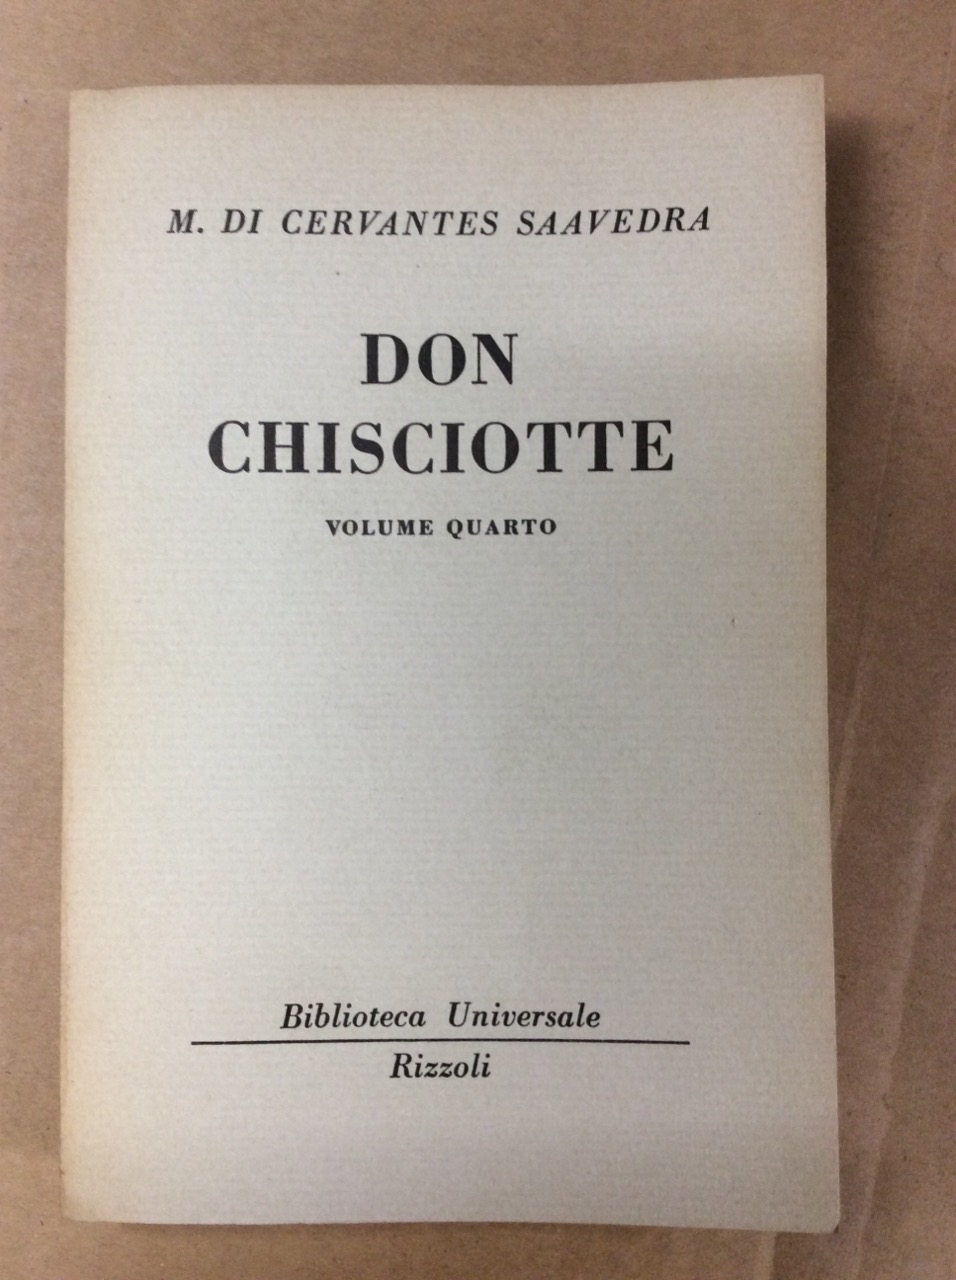 M. DI CERVANTES SAAVEDRA
DON
CHISCIOTTE
VOLUME QUARTO
Biblioteca Universale
Rizzoli